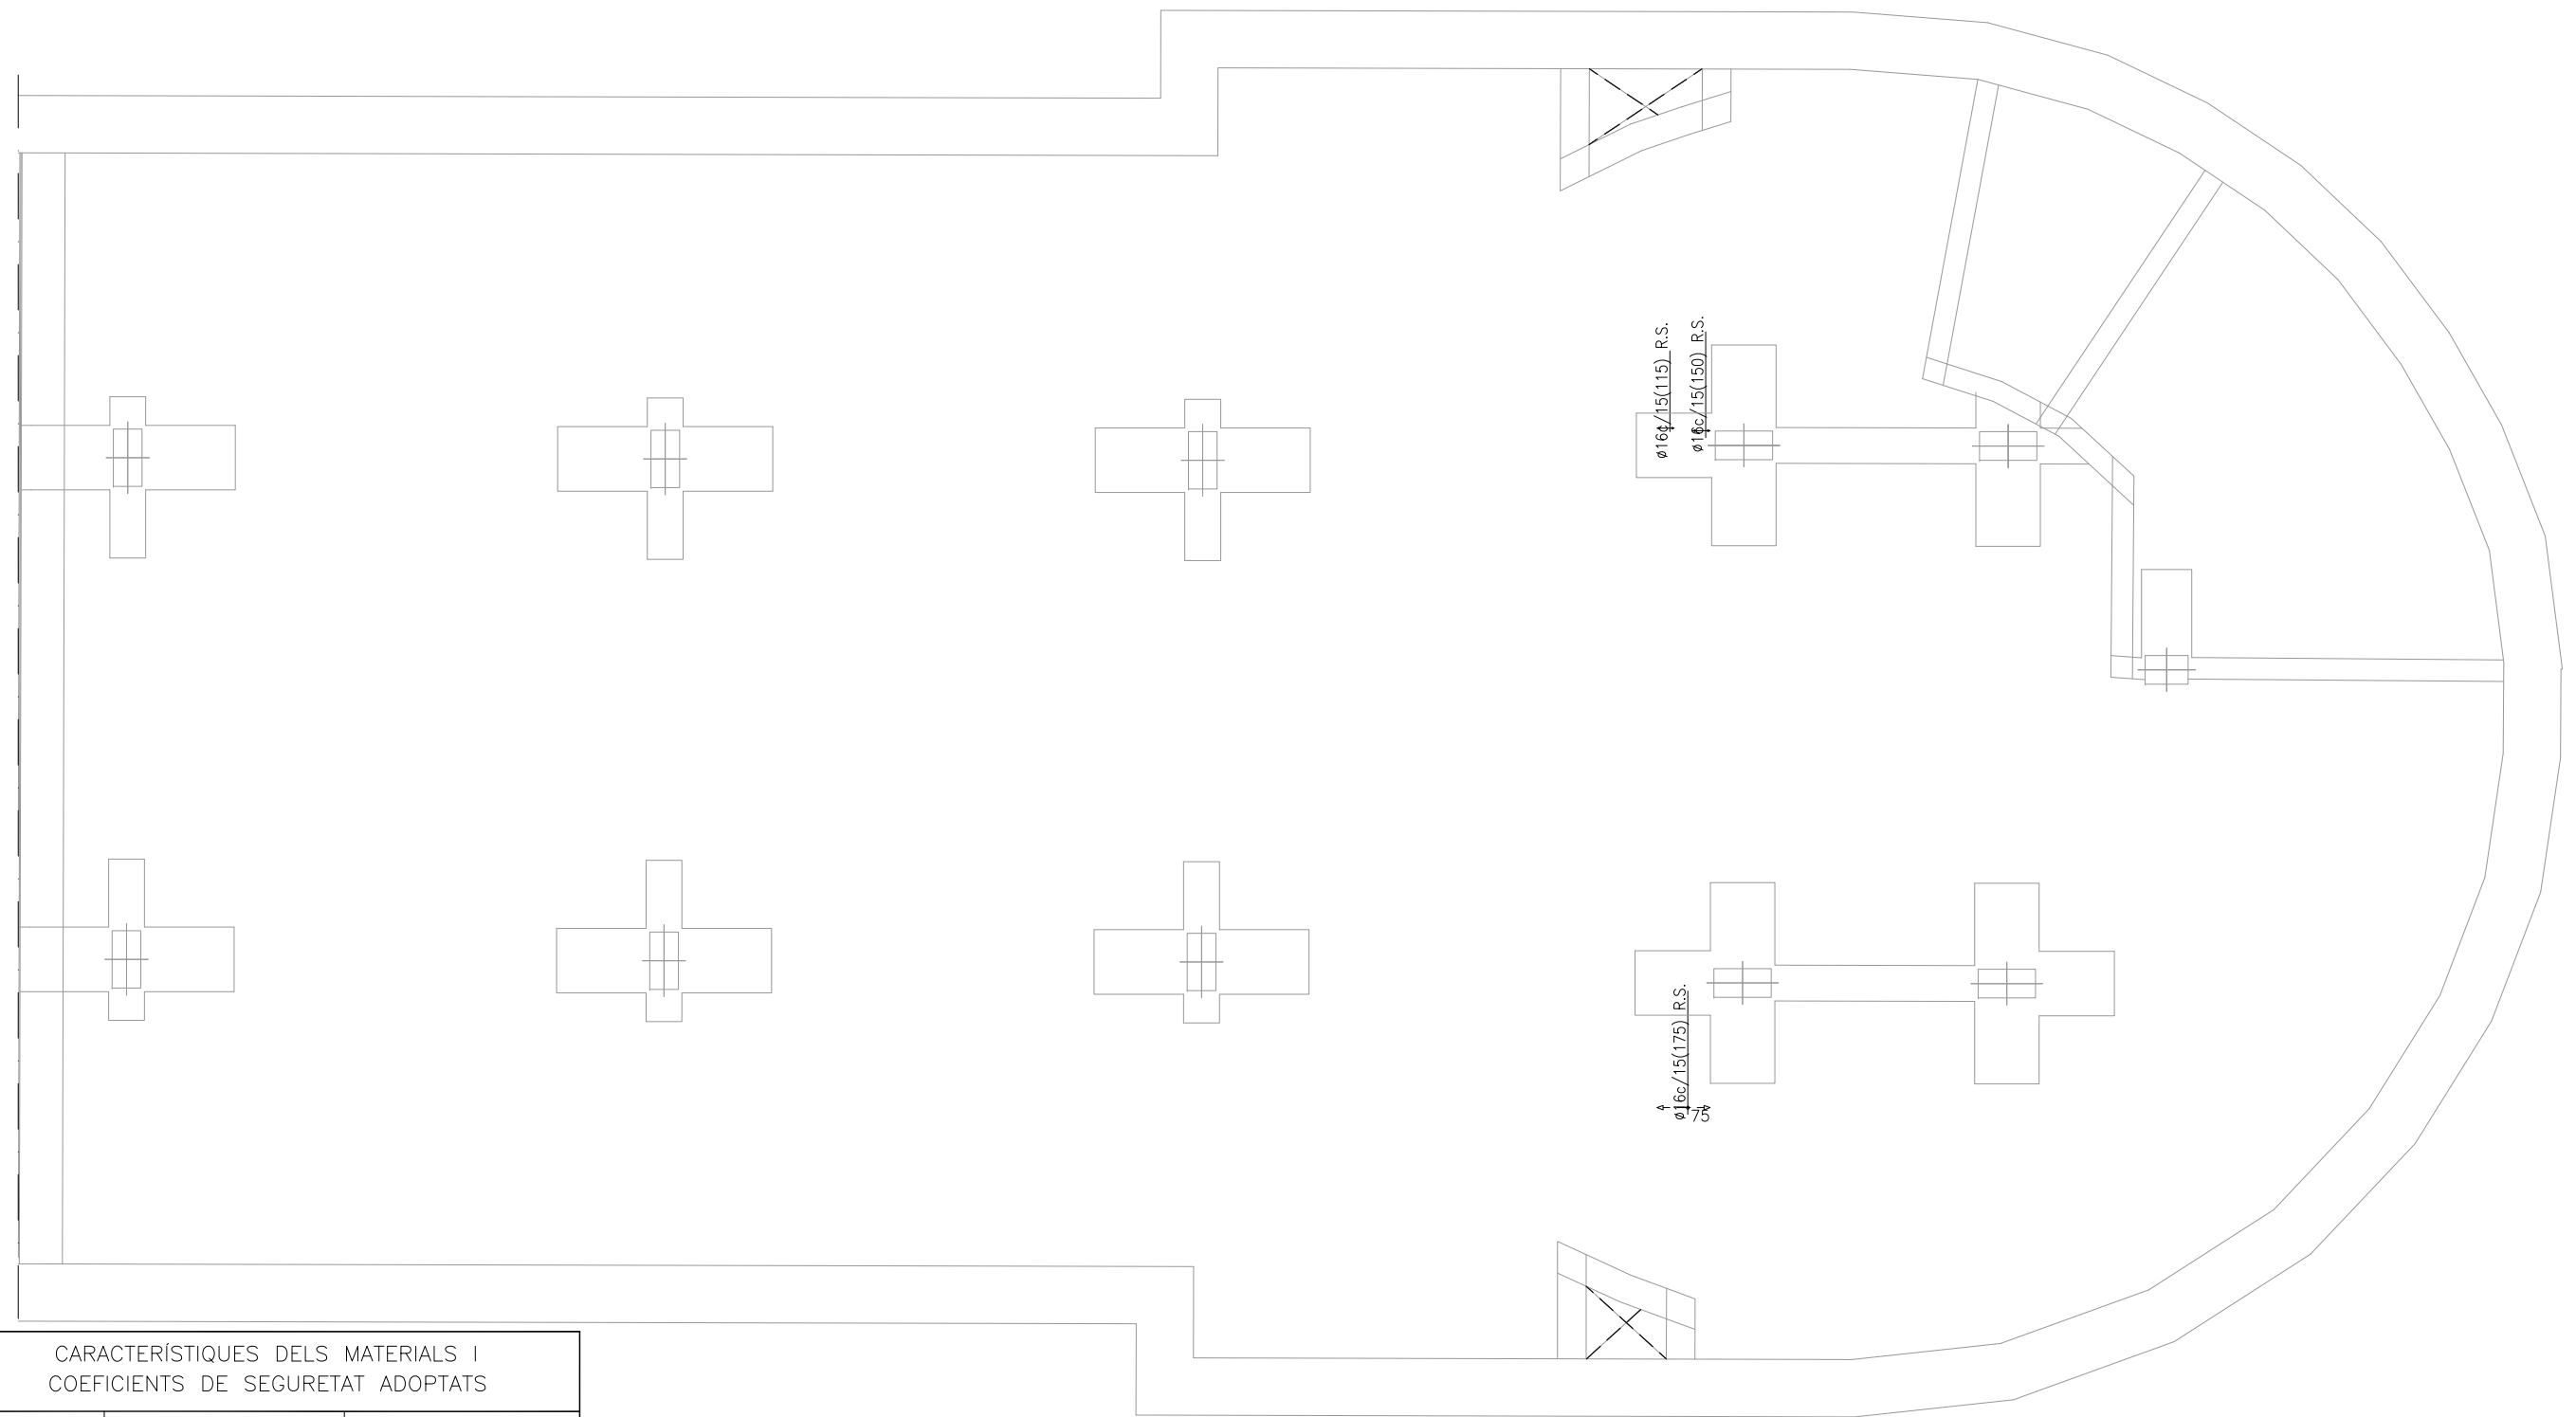 ø16c/15(115) R.S.
ø16c/15(150) R.S.
ø16c/15(175) R.S.
75
CARACTERÍSTIQUES DELS MATERIALS I
COEFICIENTS DE SEGURETAT ADOPTATS